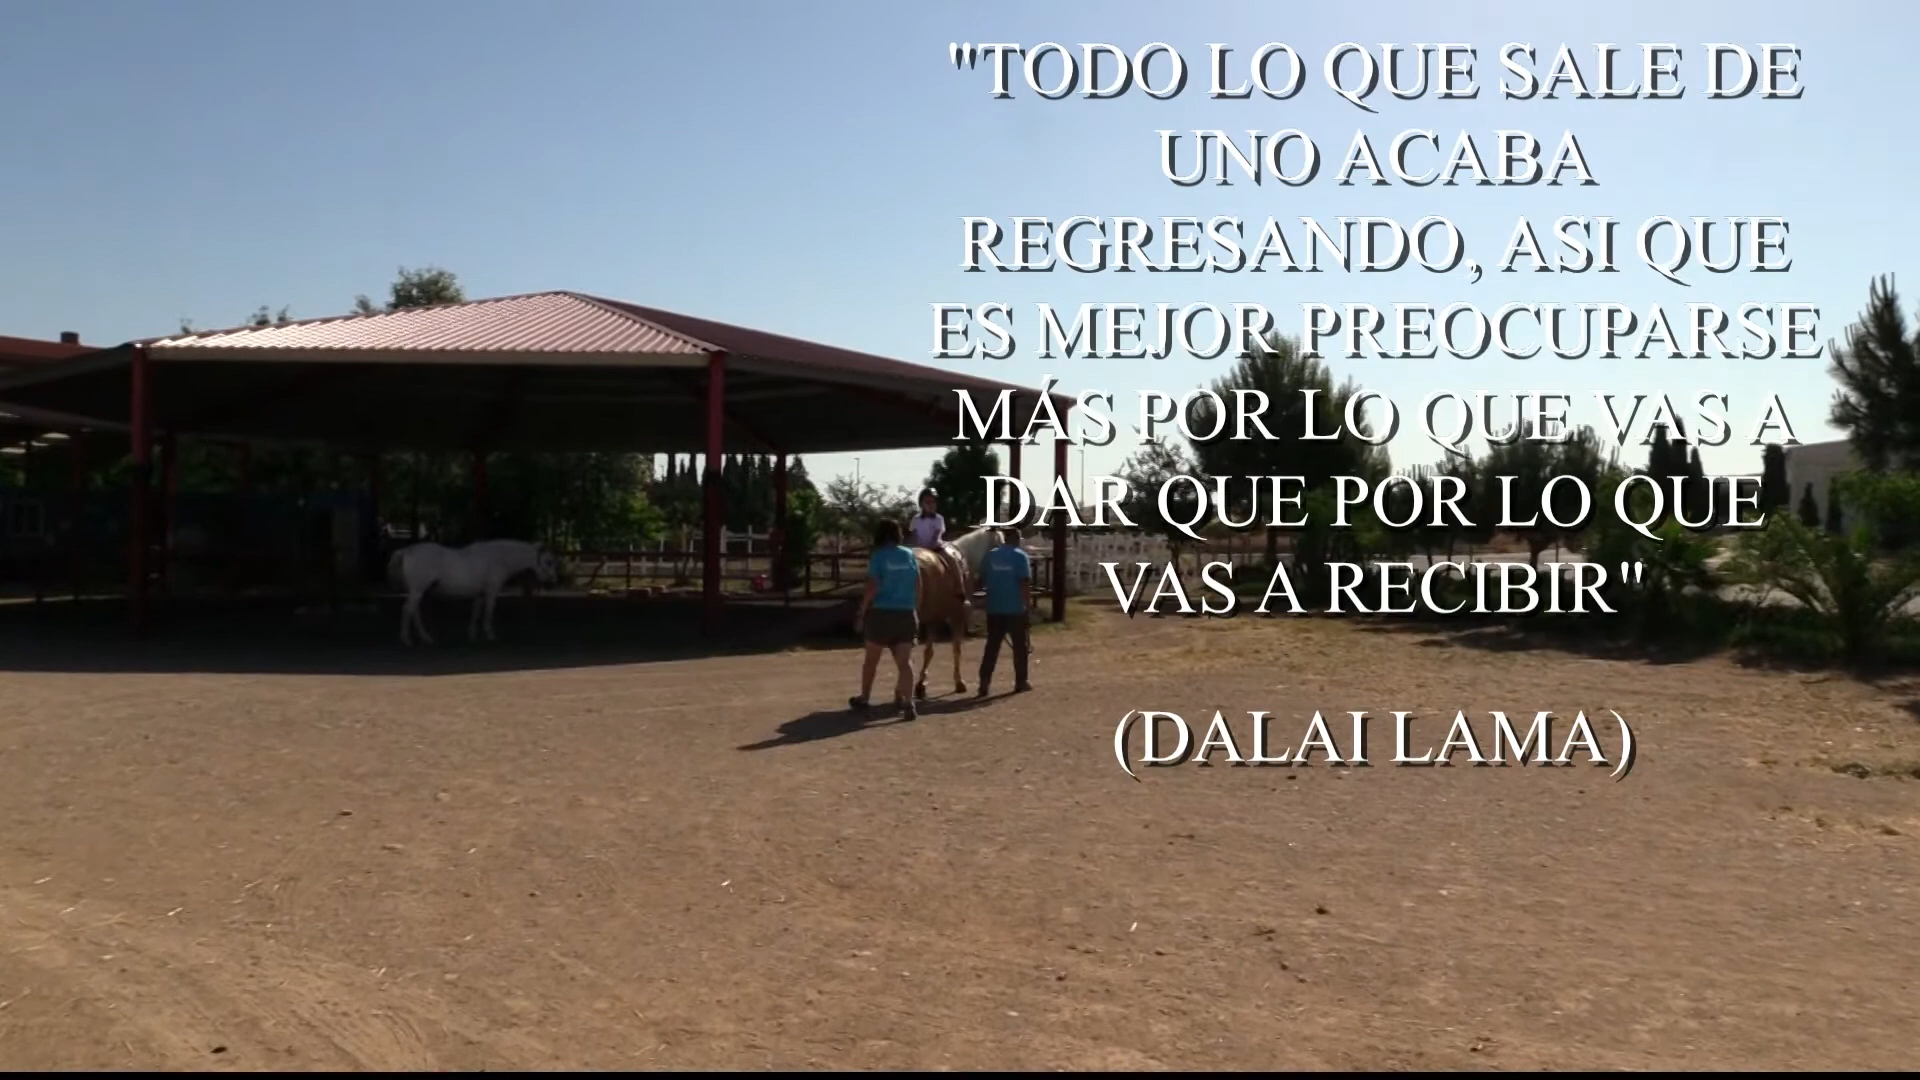 "TODO LO QUE SALE DE
UNO ACABA
REGRESANDO, ASI QUE
ES MEJOR PREOCUPARSE
MÁS POR LO QUE VAS A
DAR QUE POR LO QUE
VAS A RECIBIR"
(DALAI LAMA)